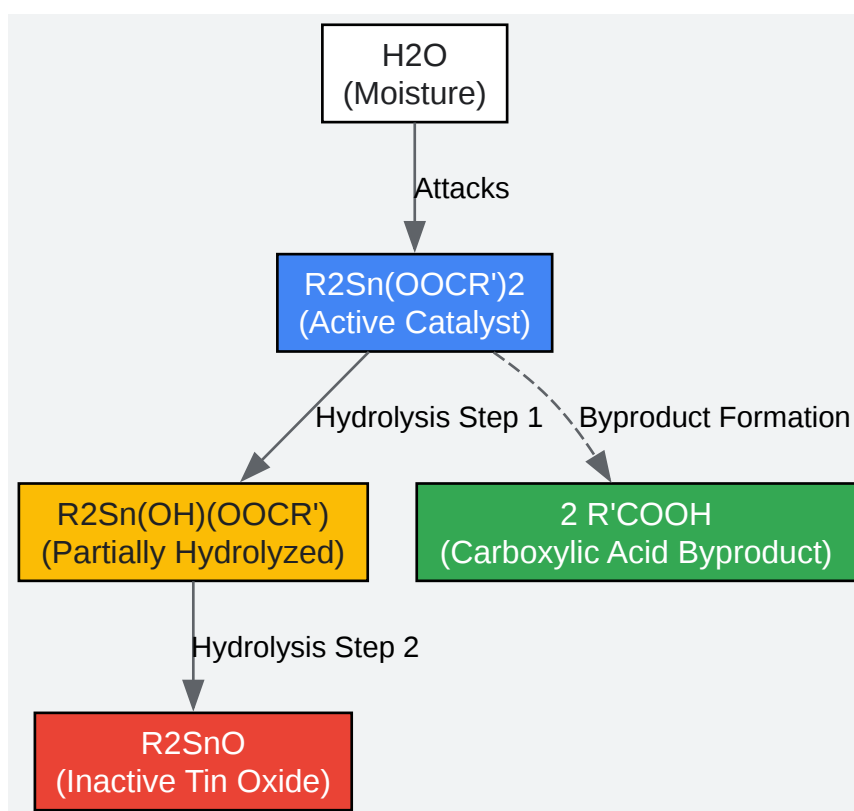 H2O
(Moisture)
Attacks
R2Sn(OOCR')2
(Active Catalyst)
Hydrolysis Step 1
Byproduct Formation
R2Sn(OH)(OOCR')
(Partially Hydrolyzed)
2 R'COOH
(Carboxylic Acid Byproduct)
Hydrolysis Step 2
R2SnO
(Inactive Tin Oxide)